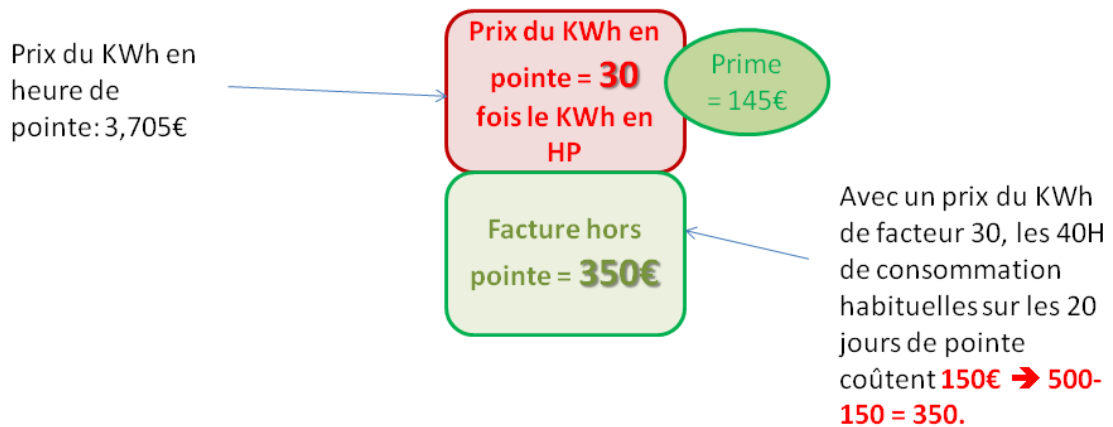 Prix du KWh en
heure de
pointe: 3,705€
Prix du KWh en
pointe = 30
fois le KWh en
HP
Prime
= 145€
Facture hors
pointe = 350€
Avec un prix du KWh
de facteur 30, les 40H
de consommation
habituelles sur les 20
jours de pointe
coûtent 150€ ➔ 500-
150 = 350.